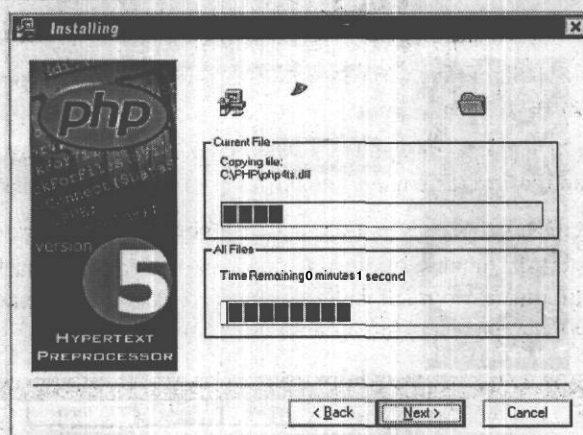 Installing
php
version
5
HYPERTEXT
PREPROCESSOR
Current File
Copying file:
C:\PHP\php4ts.dll
All Files
Time Remaining 0 minutes 1 second
< Back
Next >
Cancel